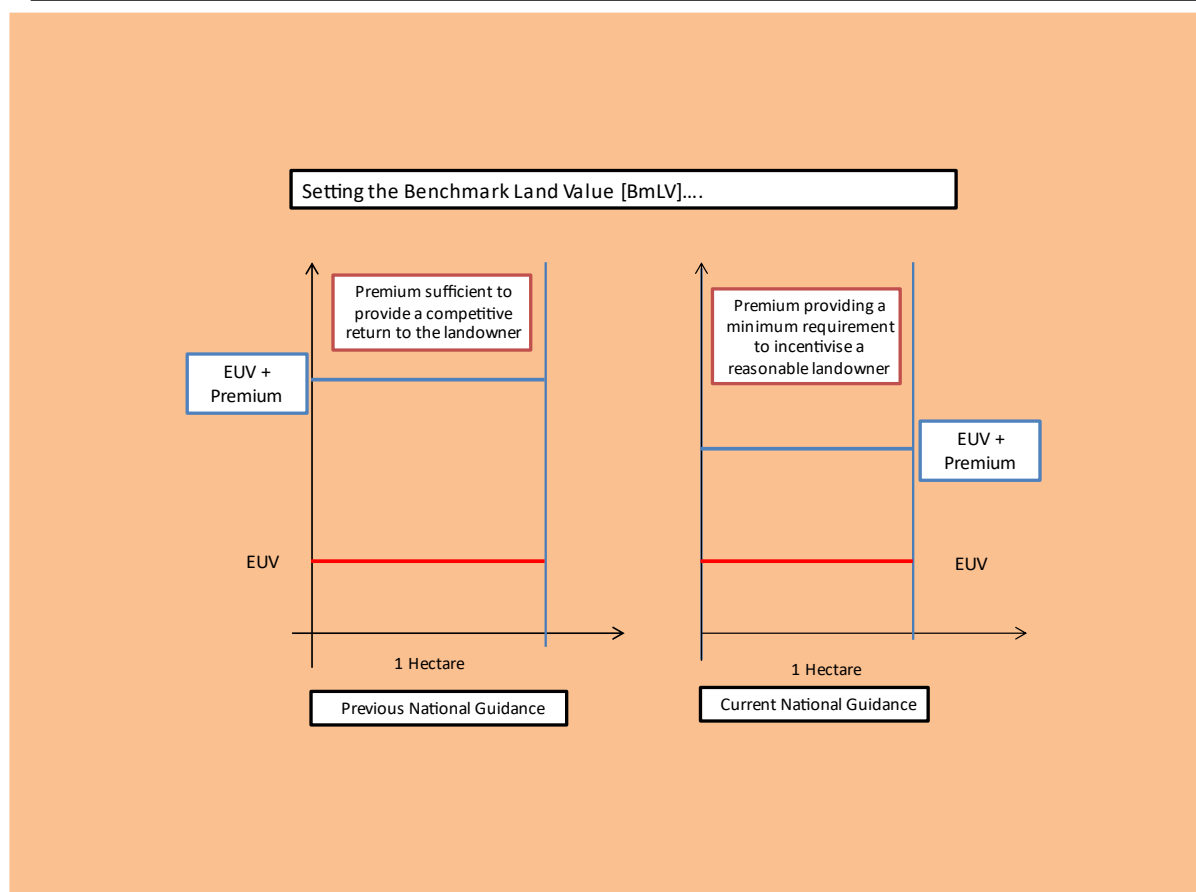 Setting the Benchmark Land Value [BmLV]....
Premium sufficient to
provide a competitive
return to the landowner
EUV +
Premium
EUV
1 Hectare
Previous National Guidance
Premium providing a
minimum requirement
to incentivise a
reasonable landowner
EUV +
Premium
EUV
1 Hectare
Current National Guidance